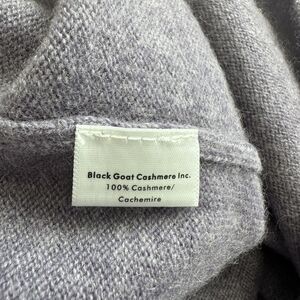 Black Goat Cashmere Inc.
100% Cashmere/
Cachemire